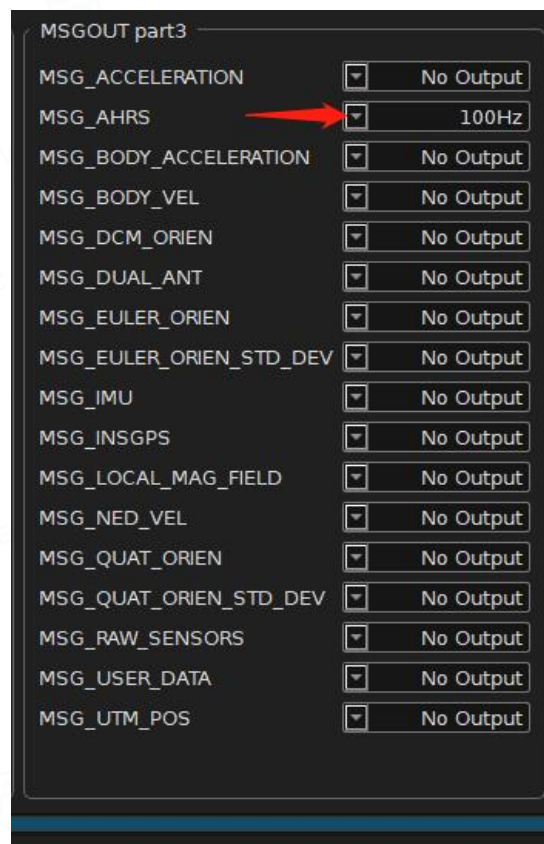 MSGOUT part3
MSG_ACCELERATION No Output
MSG_AHRS 100Hz
MSG_BODY_ACCELERATION No Output
MSG_BODY_VEL No Output
MSG_DCM_ORIEN No Output
MSG_DUAL_ANT No Output
MSG_EULER_ORIEN No Output
MSG_EULER_ORIEN_STD_DEV No Output
MSG_IMU No Output
MSG_INSGPS No Output
MSG_LOCAL_MAG_FIELD No Output
MSG_NED_VEL No Output
MSG_QUAT_ORIEN No Output
MSG_QUAT_ORIEN_STD_DEV No Output
MSG_RAW_SENSORS No Output
MSG_USER_DATA No Output
MSG_UTM_POS No Output